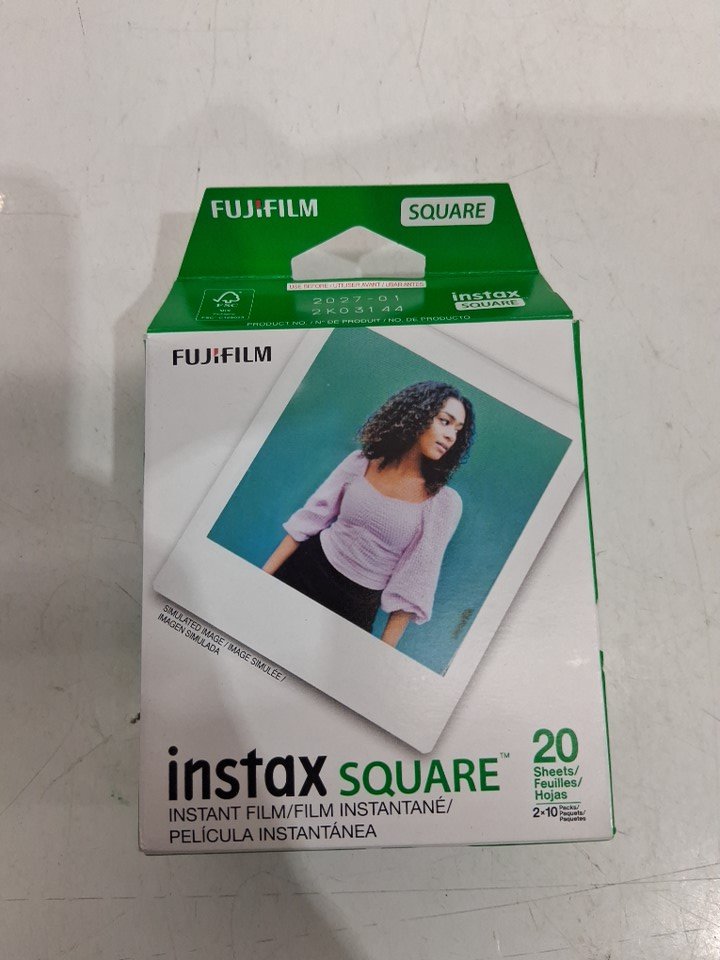 FUJIFILM
SQUARE
USE BEFORE / UTILISER AVANT / USAR ANTES
2027-01
2K03144
instax
SQUARE
FSC
PRODUCT NO. / N° DE PRODUIT / NO. DE PRODUCTO
FUJIFILM
SIMULATED IMAGE / IMAGE SIMULÉE /
IMAGEN SIMULADA
instax SQUARE™
INSTANT FILM/FILM INSTANTANÉ/
PELÍCULA INSTANTÁNEA
20
Sheets/
Feuilles/
Hojas
2×10 Packs/
Paquets/
Paquetes